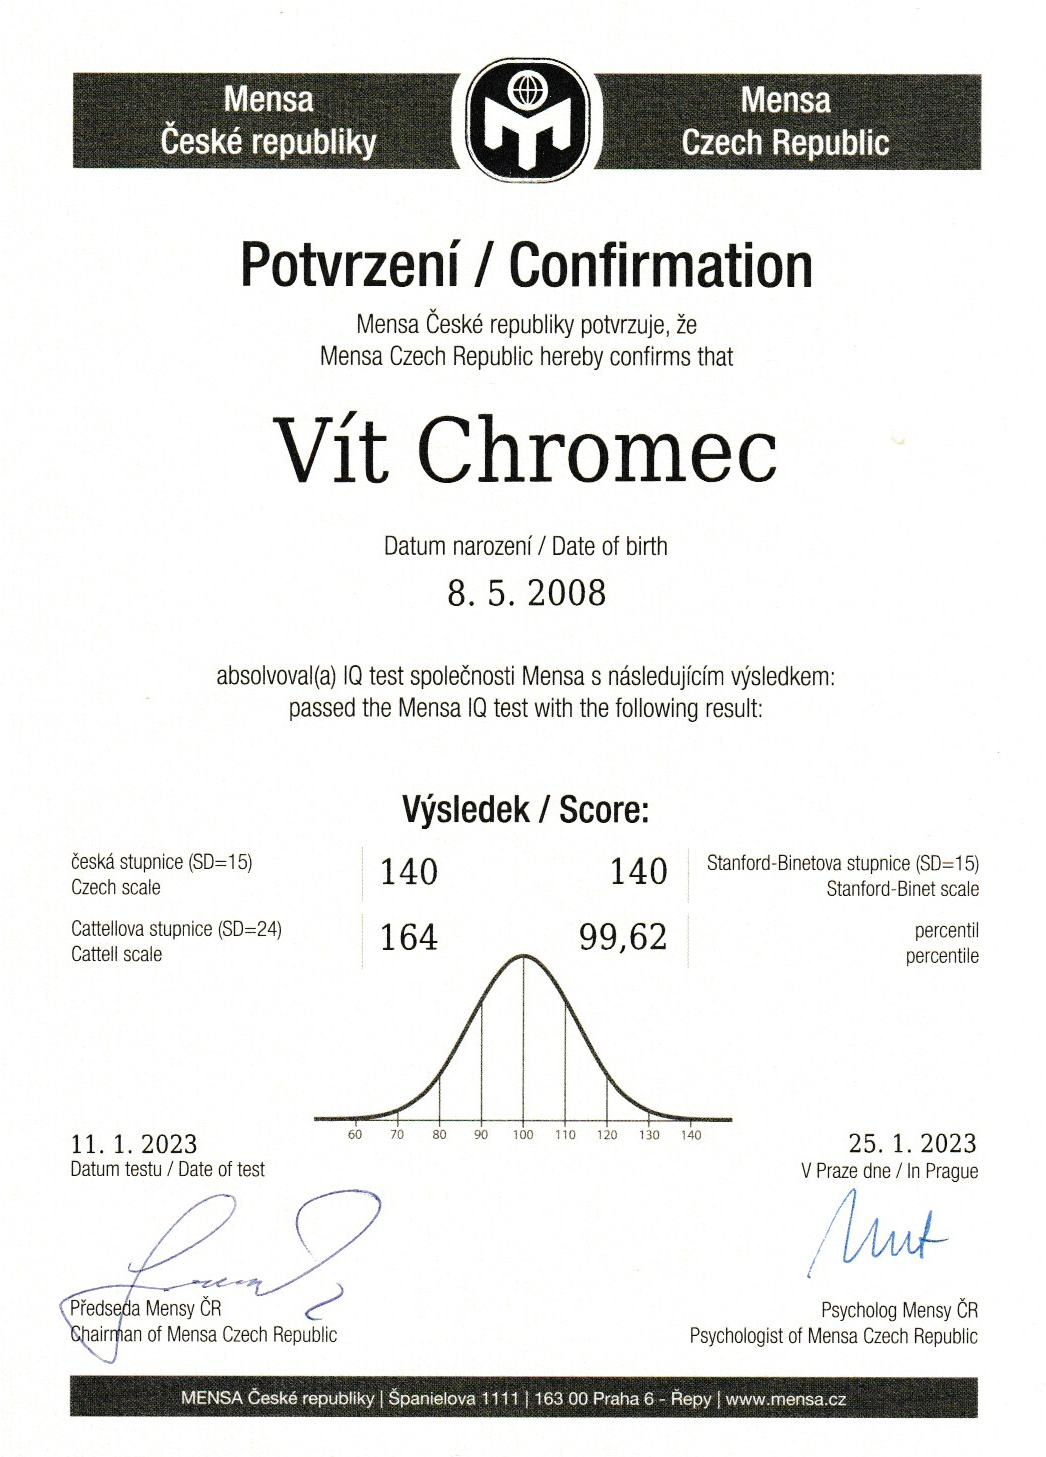 Mensa
České republiky
Mensa
Czech Republic
Potvrzení / Confirmation
Mensa České republiky potvrzuje, že
Mensa Czech Republic hereby confirms that
Vít Chromec
Datum narození / Date of birth
8. 5. 2008
absolvoval(a) IQ test společnosti Mensa s následujícím výsledkem:
passed the Mensa IQ test with the following result:
Výsledek / Score:
česká stupnice (SD=15)
Czech scale
140
140
Stanford-Binetova stupnice (SD=15)
Stanford-Binet scale
Cattellova stupnice (SD=24)
Cattell scale
164
99,62
percentil
percentile
60 70 80 90 100 110 120 130 140
11. 1. 2023
Datum testu / Date of test
25. 1. 2023
V Praze dne / In Prague
Předseda Mensy ČR
Chairman of Mensa Czech Republic
Psycholog Mensy ČR
Psychologist of Mensa Czech Republic
MENSA České republiky | Španielova 1111 | 163 00 Praha 6 - Řepy | www.mensa.cz